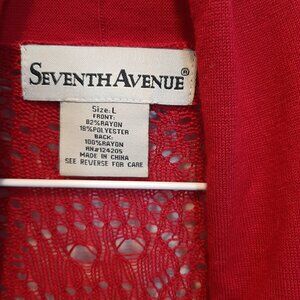 SEVENTH AVENUE®
Size: L
FRONT:
82%RAYON
18%POLYESTER
BACK:
100%RAYON
RN#124205
MADE IN CHINA
SEE REVERSE FOR CARE